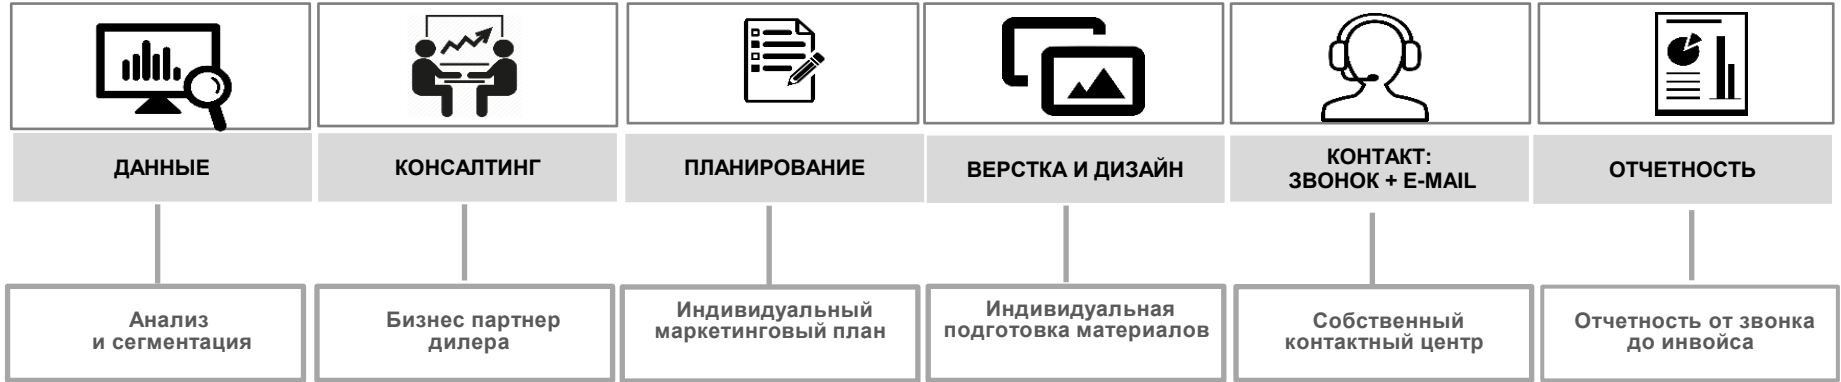 ДАННЫЕ
КОНСАЛТИНГ
ПЛАНИРОВАНИЕ
ВЕРСТКА И ДИЗАЙН
КОНТАКТ:
ЗВОНОК + E-MAIL
ОТЧЕТНОСТЬ
Анализ
и сегментация
Бизнес партнер
дилера
Индивидуальный
маркетинговый план
Индивидуальная
подготовка материалов
Собственный
контактный центр
Отчетность от звонка
до инвойса